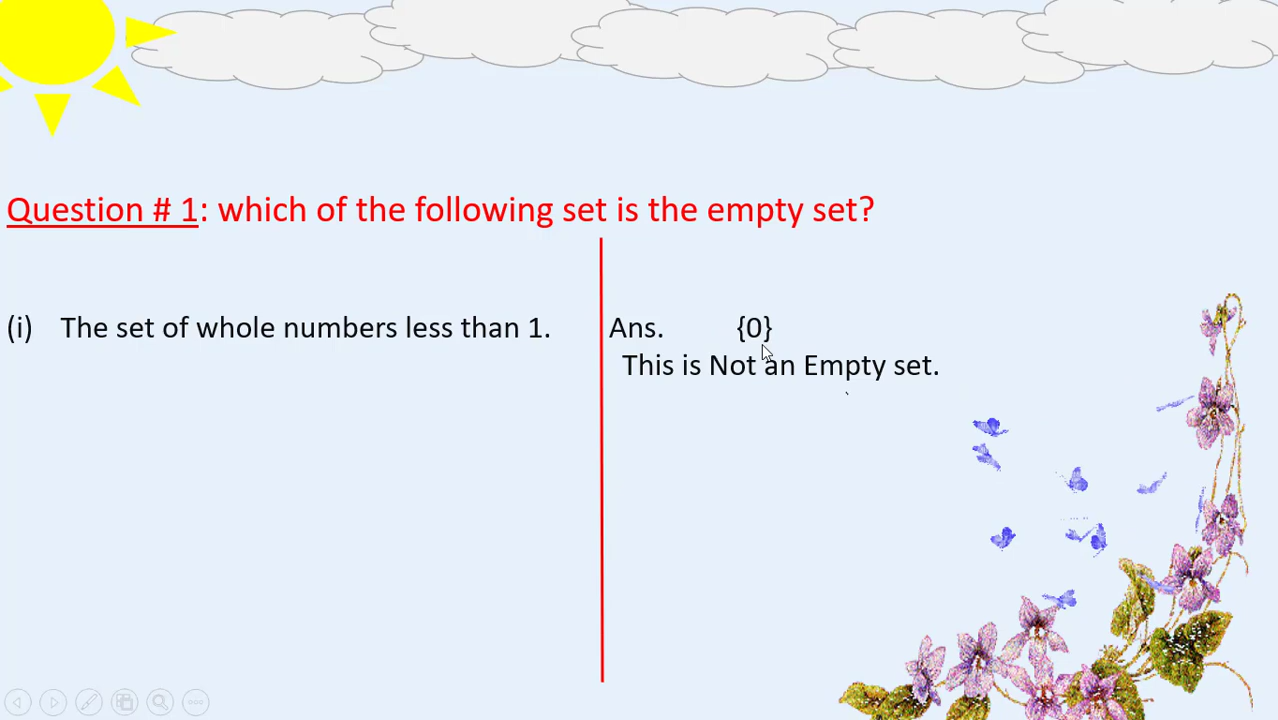 Question # 1: which of the following set is the empty set?
(i) The set of whole numbers less than 1.
Ans. {0}
This is Not an Empty set.